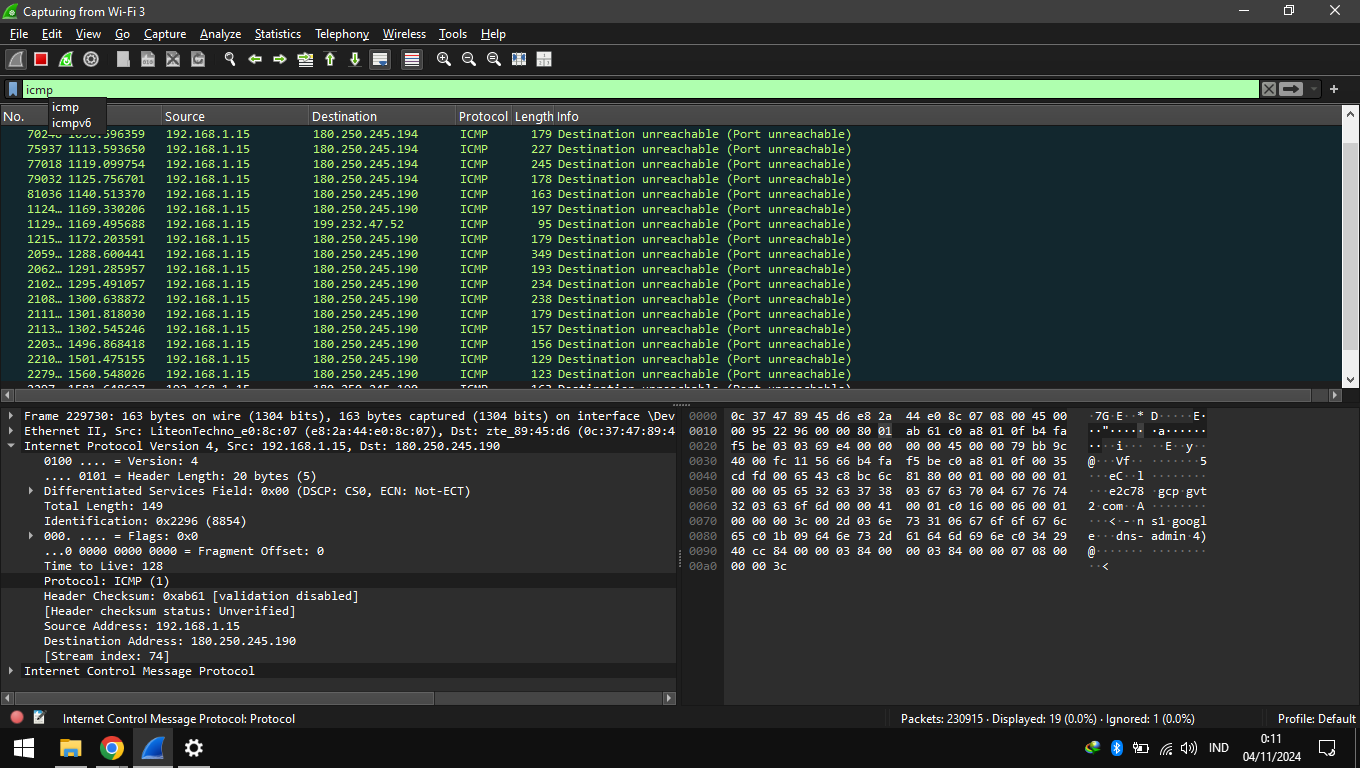 Capturing from Wi-Fi 3
File Edit View Go Capture Analyze Statistics Telephony Wireless Tools Help
icmp
icmp
icmpv6
No. Source Destination Protocol Length Info
192.168.1.15 180.250.245.194 ICMP 179 Destination unreachable (Port unreachable)
75937 1113.593650 192.168.1.15 180.250.245.194 ICMP 227 Destination unreachable (Port unreachable)
77018 1119.099754 192.168.1.15 180.250.245.194 ICMP 245 Destination unreachable (Port unreachable)
79032 1125.756701 192.168.1.15 180.250.245.194 ICMP 178 Destination unreachable (Port unreachable)
81036 1140.513370 192.168.1.15 180.250.245.190 ICMP 163 Destination unreachable (Port unreachable)
1124… 1169.330206 192.168.1.15 180.250.245.190 ICMP 197 Destination unreachable (Port unreachable)
1129… 1169.495688 192.168.1.15 199.232.47.52 ICMP 95 Destination unreachable (Port unreachable)
1215… 1172.203591 192.168.1.15 180.250.245.190 ICMP 179 Destination unreachable (Port unreachable)
2059… 1288.600441 192.168.1.15 180.250.245.190 ICMP 349 Destination unreachable (Port unreachable)
2062… 1291.285957 192.168.1.15 180.250.245.190 ICMP 193 Destination unreachable (Port unreachable)
2102… 1295.491057 192.168.1.15 180.250.245.190 ICMP 234 Destination unreachable (Port unreachable)
2108… 1300.638872 192.168.1.15 180.250.245.190 ICMP 238 Destination unreachable (Port unreachable)
2111… 1301.818030 192.168.1.15 180.250.245.190 ICMP 179 Destination unreachable (Port unreachable)
2113… 1302.545246 192.168.1.15 180.250.245.190 ICMP 157 Destination unreachable (Port unreachable)
2203… 1496.868418 192.168.1.15 180.250.245.190 ICMP 156 Destination unreachable (Port unreachable)
2210… 1501.475155 192.168.1.15 180.250.245.190 ICMP 129 Destination unreachable (Port unreachable)
2279… 1560.548026 192.168.1.15 180.250.245.190 ICMP 123 Destination unreachable (Port unreachable)
2297… 1581.648627 192.168.1.15 180.250.245.190 ICMP 163 Destination unreachable (Port unreachable)
Frame 229730: 163 bytes on wire (1304 bits), 163 bytes captured (1304 bits) on interface \Dev
Ethernet II, Src: LiteonTechno_e0:8c:07 (e8:2a:44:e0:8c:07), Dst: zte_89:45:d6 (0c:37:47:89:4
Internet Protocol Version 4, Src: 192.168.1.15, Dst: 180.250.245.190
0100 .... = Version: 4
.... 0101 = Header Length: 20 bytes (5)
Differentiated Services Field: 0x00 (DSCP: CS0, ECN: Not-ECT)
Total Length: 149
Identification: 0x2296 (8854)
000. .... = Flags: 0x0
...0 0000 0000 0000 = Fragment Offset: 0
Time to Live: 128
Protocol: ICMP (1)
Header Checksum: 0xab61 [validation disabled]
[Header checksum status: Unverified]
Source Address: 192.168.1.15
Destination Address: 180.250.245.190
[Stream index: 74]
Internet Control Message Protocol
0000 0c 37 47 89 45 d6 e8 2a 44 e0 8c 07 08 00 45 00 ·7G·E··* D·····E·
0010 00 95 22 96 00 00 80 01 ab 61 c0 a8 01 0f b4 fa ··"····· ·a······
0020 f5 be 03 03 69 e4 00 00 00 00 45 00 00 79 bb 9c ····i··· ··E··y··
0030 40 00 fc 11 56 66 b4 fa f5 be c0 a8 01 0f 00 35 @···Vf·· ·······5
0040 cd fd 00 65 43 c8 bc 6c 81 80 00 01 00 00 00 01 ···eC··l ········
0050 00 00 05 65 32 63 37 38 03 67 63 70 04 67 76 74 ···e2c78 ·gcp·gvt
0060 32 03 63 6f 6d 00 00 41 00 01 c0 16 00 06 00 01 2·com··A ········
0070 00 00 00 3c 00 2d 03 6e 73 31 06 67 6f 6f 67 6c ···<·-·n s1·googl
0080 65 c0 1b 09 64 6e 73 2d 61 64 6d 69 6e c0 34 29 e···dns- admin·4)
0090 40 cc 84 00 00 03 84 00 00 03 84 00 00 07 08 00 @······· ········
00a0 00 00 3c ··<
Internet Control Message Protocol: Protocol
Packets: 230915 · Displayed: 19 (0.0%) · Ignored: 1 (0.0%)
Profile: Default
IND
0:11
04/11/2024